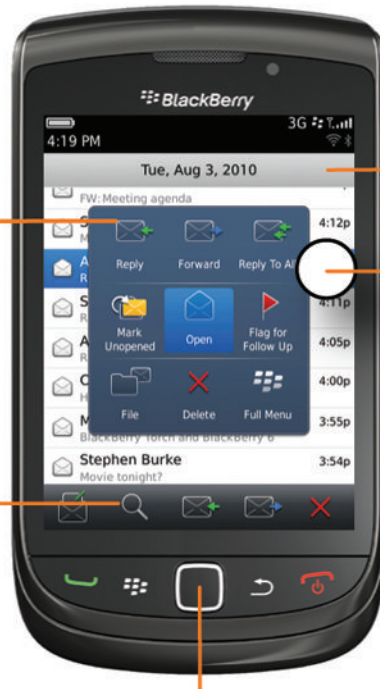 BlackBerry
3G
4:19 PM
Tue, Aug 3, 2010
FW: Meeting agenda
S
4:12p
A
R
Reply
Forward
Reply To All
S
R
4:11p
Mark
Unopened
Open
Flag for
Follow Up
A
R
4:05p
C
H
4:00p
File
Delete
Full Menu
M
3:55p
BlackBerry Torch and BlackBerry 6
Stephen Burke
3:54p
Movie tonight?